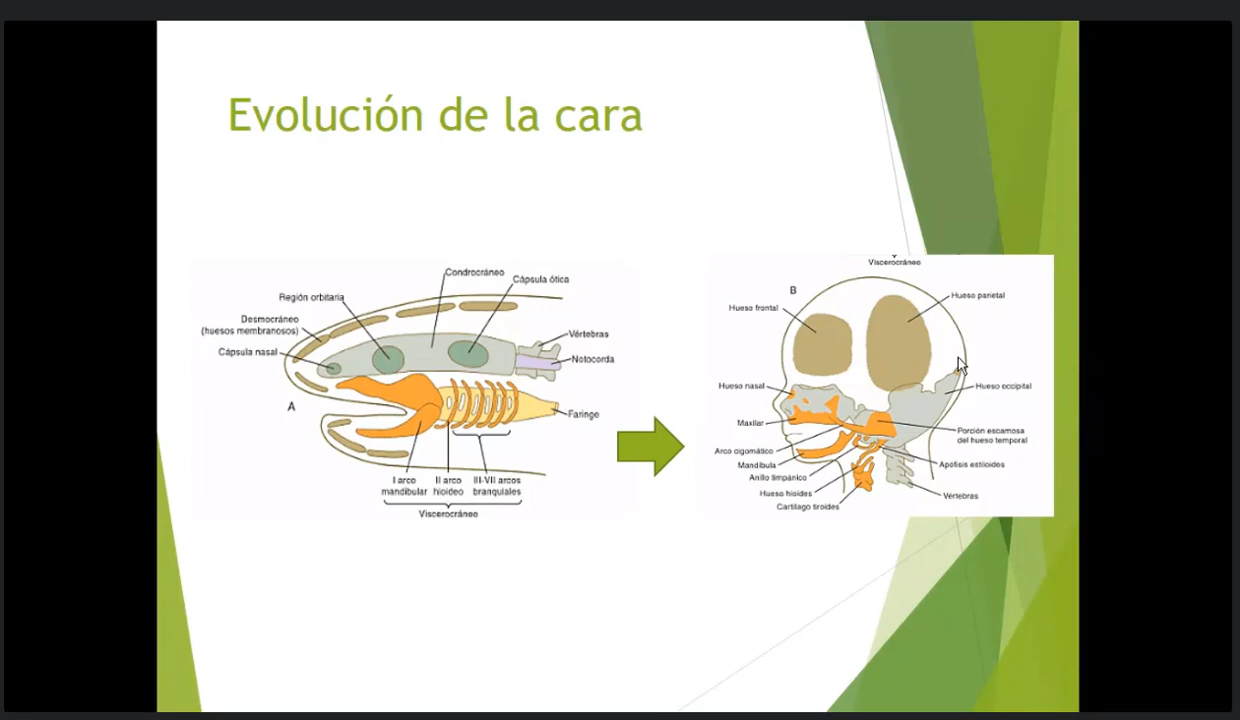 Evolución de la cara
Condrocráneo
Cápsula ótica
Región orbitaria
Desmocráneo
(huesos membranosos)
Cápsula nasal
Vértebras
Notocorda
A
Faringe
I arco
mandibular
II arco
hioideo
III-VII arcos
branquiales
Viscerocráneo
Viscerocráneo
B
Hueso parietal
Hueso frontal
Hueso nasal
Hueso occipital
Maxilar
Porción escamosa
del hueso temporal
Arco cigomático
Mandíbula
Apófisis estiloides
Anillo timpánico
Hueso hioides
Vértebras
Cartílago tiroides